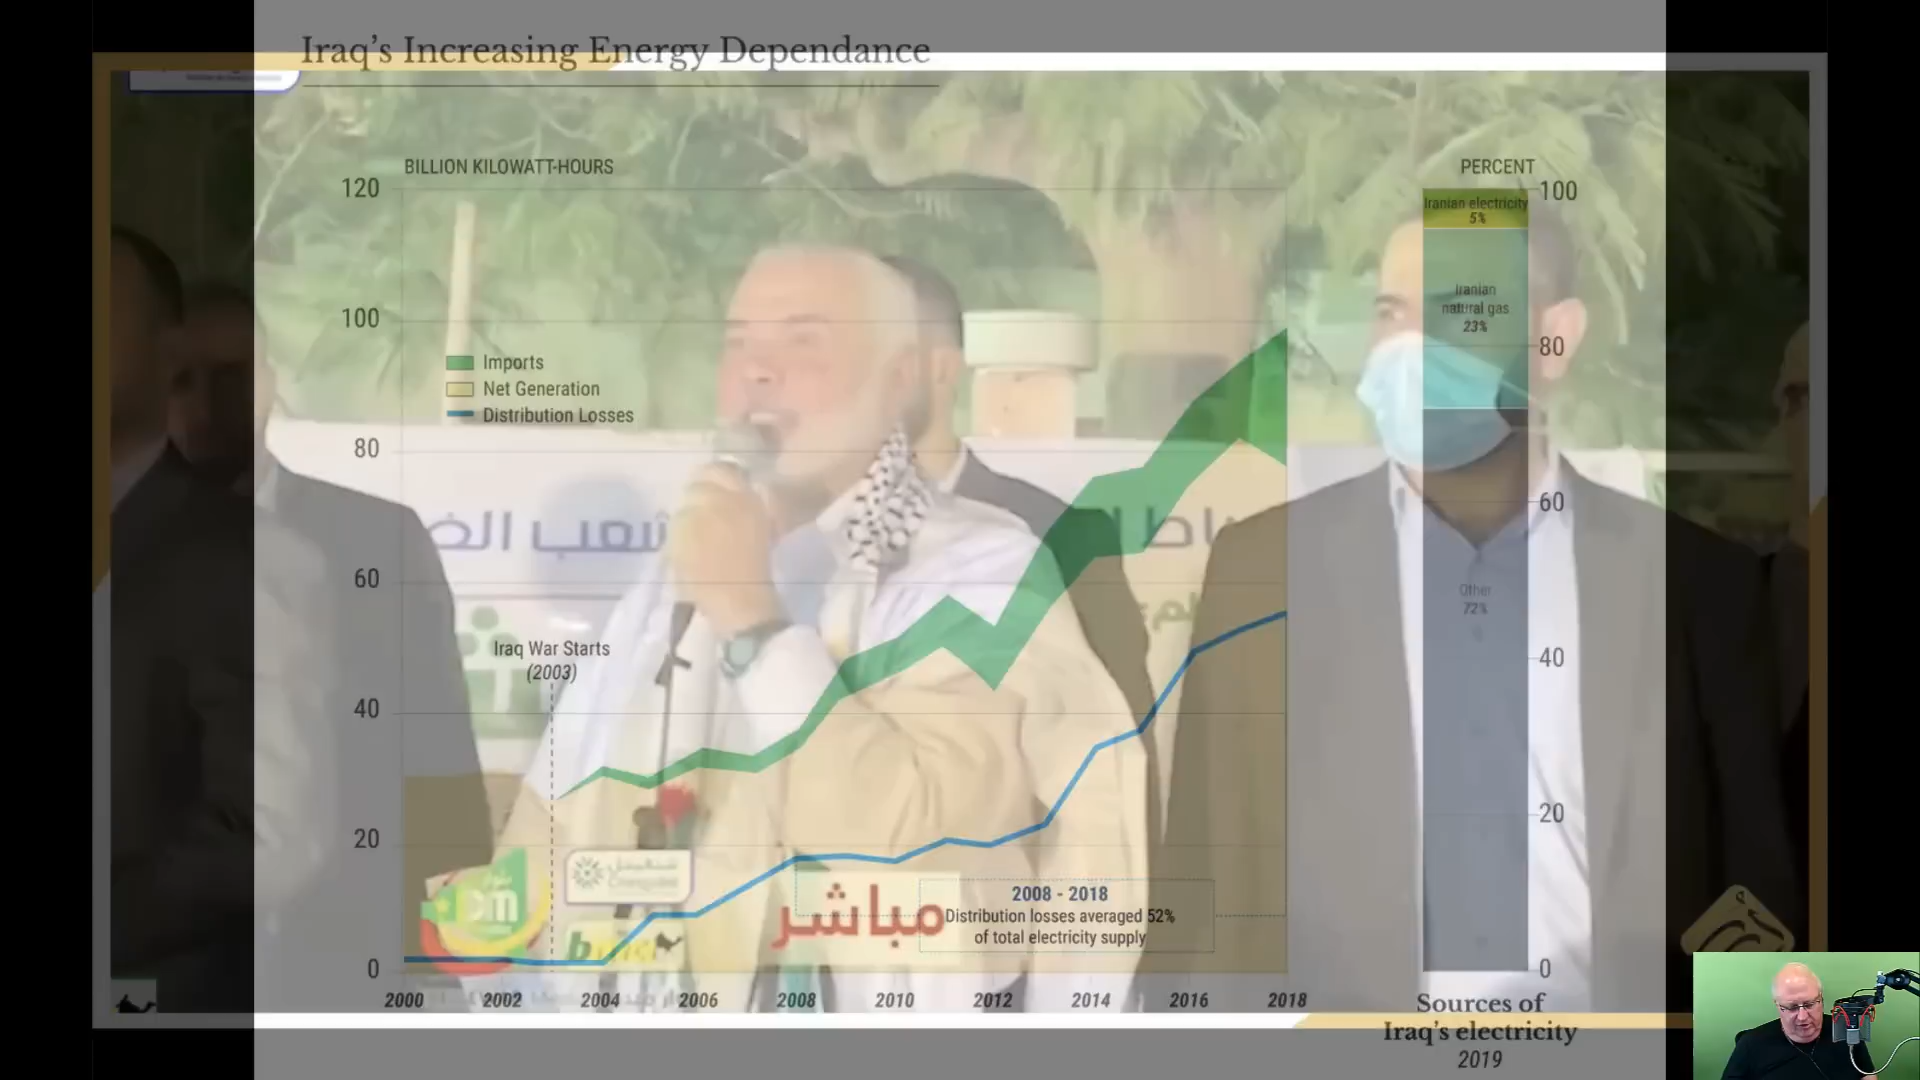 Iraq's Increasing Energy Dependance
BILLION KILOWATT-HOURS
120
100
80
60
40
20
0
Imports
Net Generation
Distribution Losses
Iraq War Starts
(2003)
2008 - 2018
Distribution losses averaged 52%
of total electricity supply
2000 2002 2004 2006 2008 2010 2012 2014 2016 2018
PERCENT
100
80
60
40
20
0
Iranian electricity
5%
Iranian
natural gas
23%
Other
72%
Sources of
Iraq's electricity
2019
مباشر